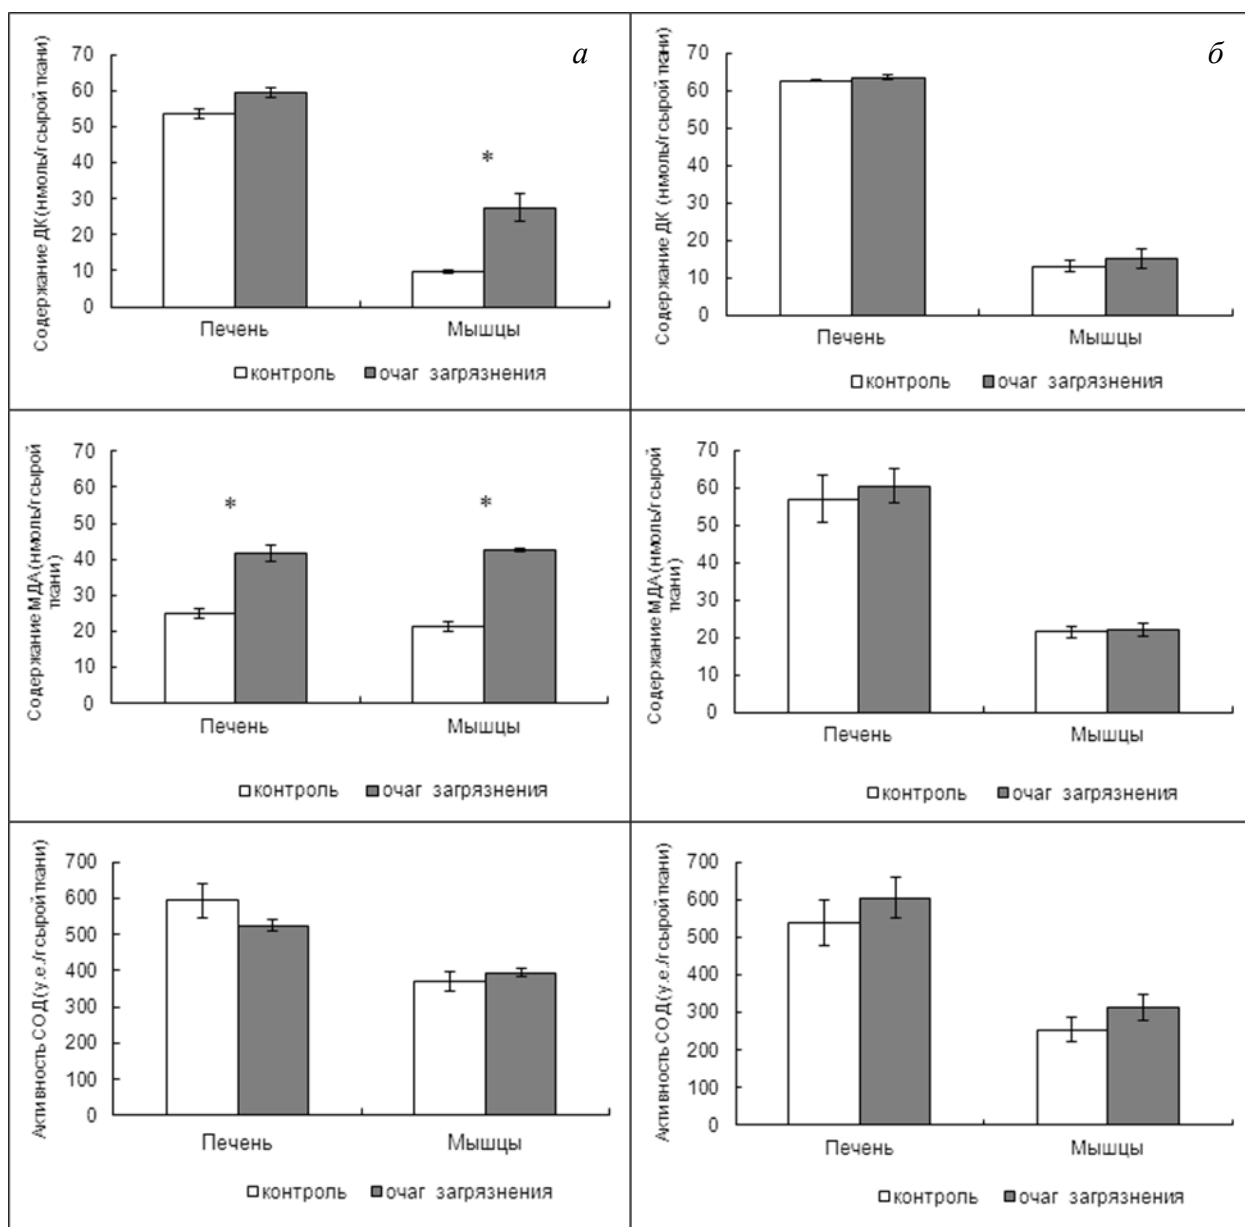 а
Содержание ДК (нмоль/г сырой ткани)
70
60
50
40
30
20
10
0
*
Печень Мышцы
контроль очаг загрязнения
б
Содержание ДК (нмоль/г сырой ткани)
70
60
50
40
30
20
10
0
Печень Мышцы
контроль очаг загрязнения
Содержание МДА (нмоль/г сырой
ткани)
70
60
50
40
30
20
10
0
* *
Печень Мышцы
контроль очаг загрязнения
Содержание МДА (нмоль/г сырой
ткани)
70
60
50
40
30
20
10
0
Печень Мышцы
контроль очаг загрязнения
Активность СОД (у.е./г сырой ткани)
700
600
500
400
300
200
100
0
Печень Мышцы
контроль очаг загрязнения
Активность СОД (у.е./г сырой ткани)
700
600
500
400
300
200
100
0
Печень Мышцы
контроль очаг загрязнения